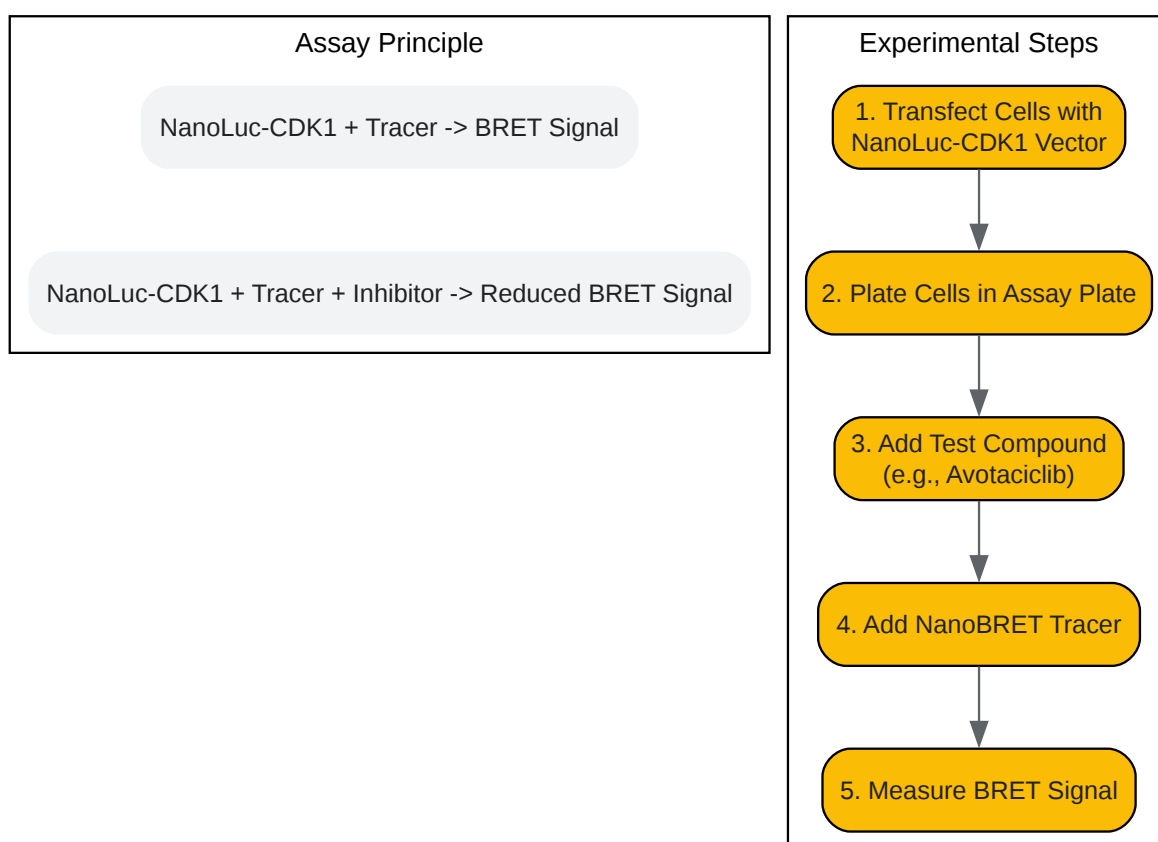 Assay Principle
NanoLuc-CDK1 + Tracer -> BRET Signal
NanoLuc-CDK1 + Tracer + Inhibitor -> Reduced BRET Signal
Experimental Steps
1. Transfect Cells with
NanoLuc-CDK1 Vector
2. Plate Cells in Assay Plate
3. Add Test Compound
(e.g., Avotaciclib)
4. Add NanoBRET Tracer
5. Measure BRET Signal